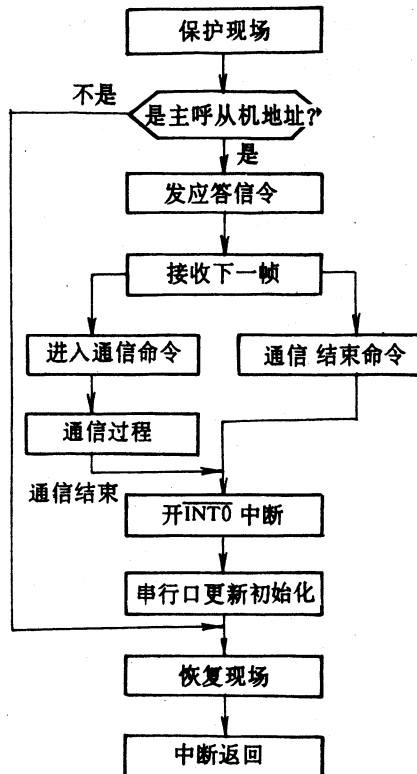 保护现场
不是
是主呼从机地址?
是
发应答信令
接收下一帧
进入通信命令
通信 结束命令
通信过程
通信结束
开INT0 中断
串行口更新初始化
恢复现场
中断返回